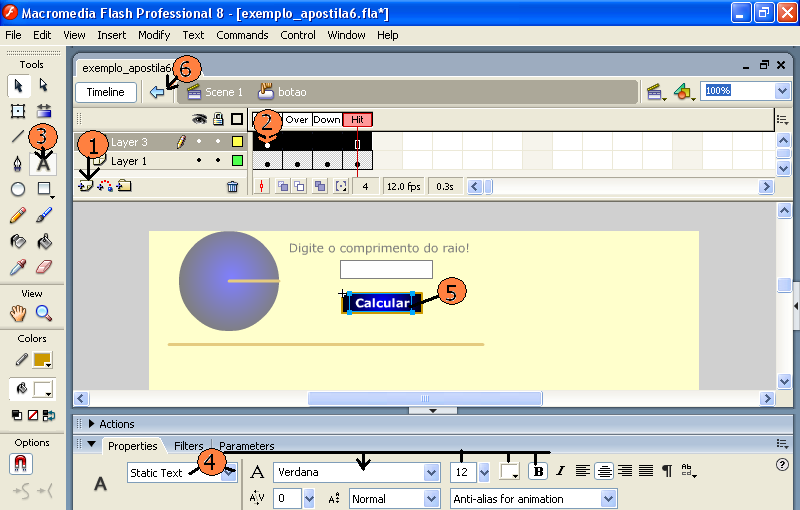 Macromedia Flash Professional 8 - [exemplo_apostila6.fla*]
File Edit View Insert Modify Text Commands Control Window Help
Tools
exemplo_apostila6
6
Timeline Scene 1 botao 100%
2 Over Down Hit
3
1 Layer 3
Layer 1
4 12.0 fps 0.3s
View
Colors
Options
Digite o comprimento do raio!
Calcular 5
Actions
Properties Filters Parameters
4
Static Text A Verdana 12 B I ¶ Ab
A
A|V 0 Normal Anti-alias for animation